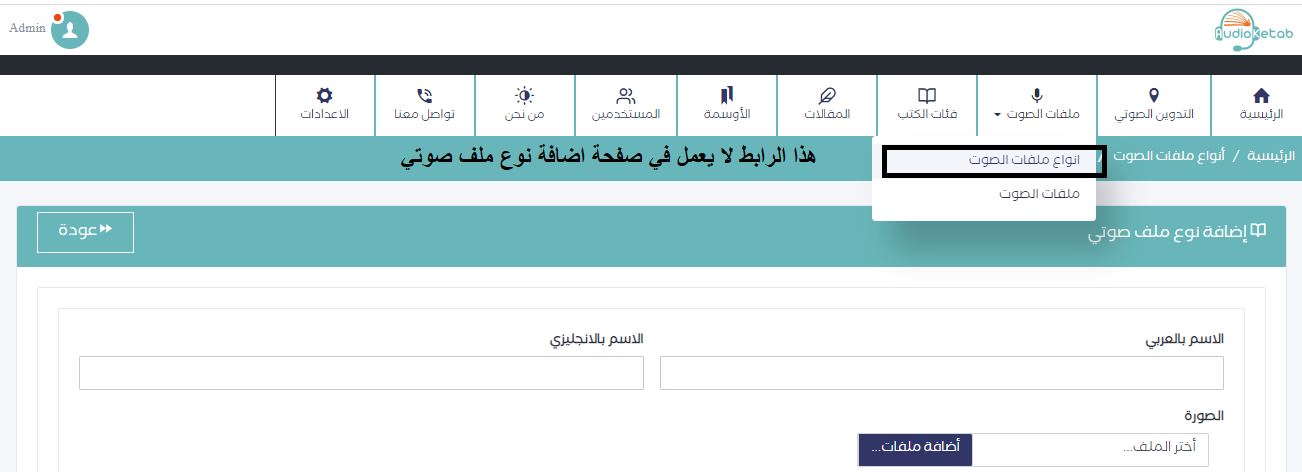 Admin
AudioKetab
الرئيسية
التدوين الصوتي
ملفات الصوت
فئات الكتب
المقالات
الأوسمة
المستخدمين
من نحن
تواصل معنا
الاعدادات
الرئيسية / أنواع ملفات الصوت /
هذا الرابط لا يعمل في صفحة اضافة نوع ملف صوتي
انواع ملفات الصوت
ملفات الصوت
إضافة نوع ملف صوتي
عودة
الاسم بالعربي
الاسم بالانجليزي
الصورة
أختر الملف...
أضافة ملفات...